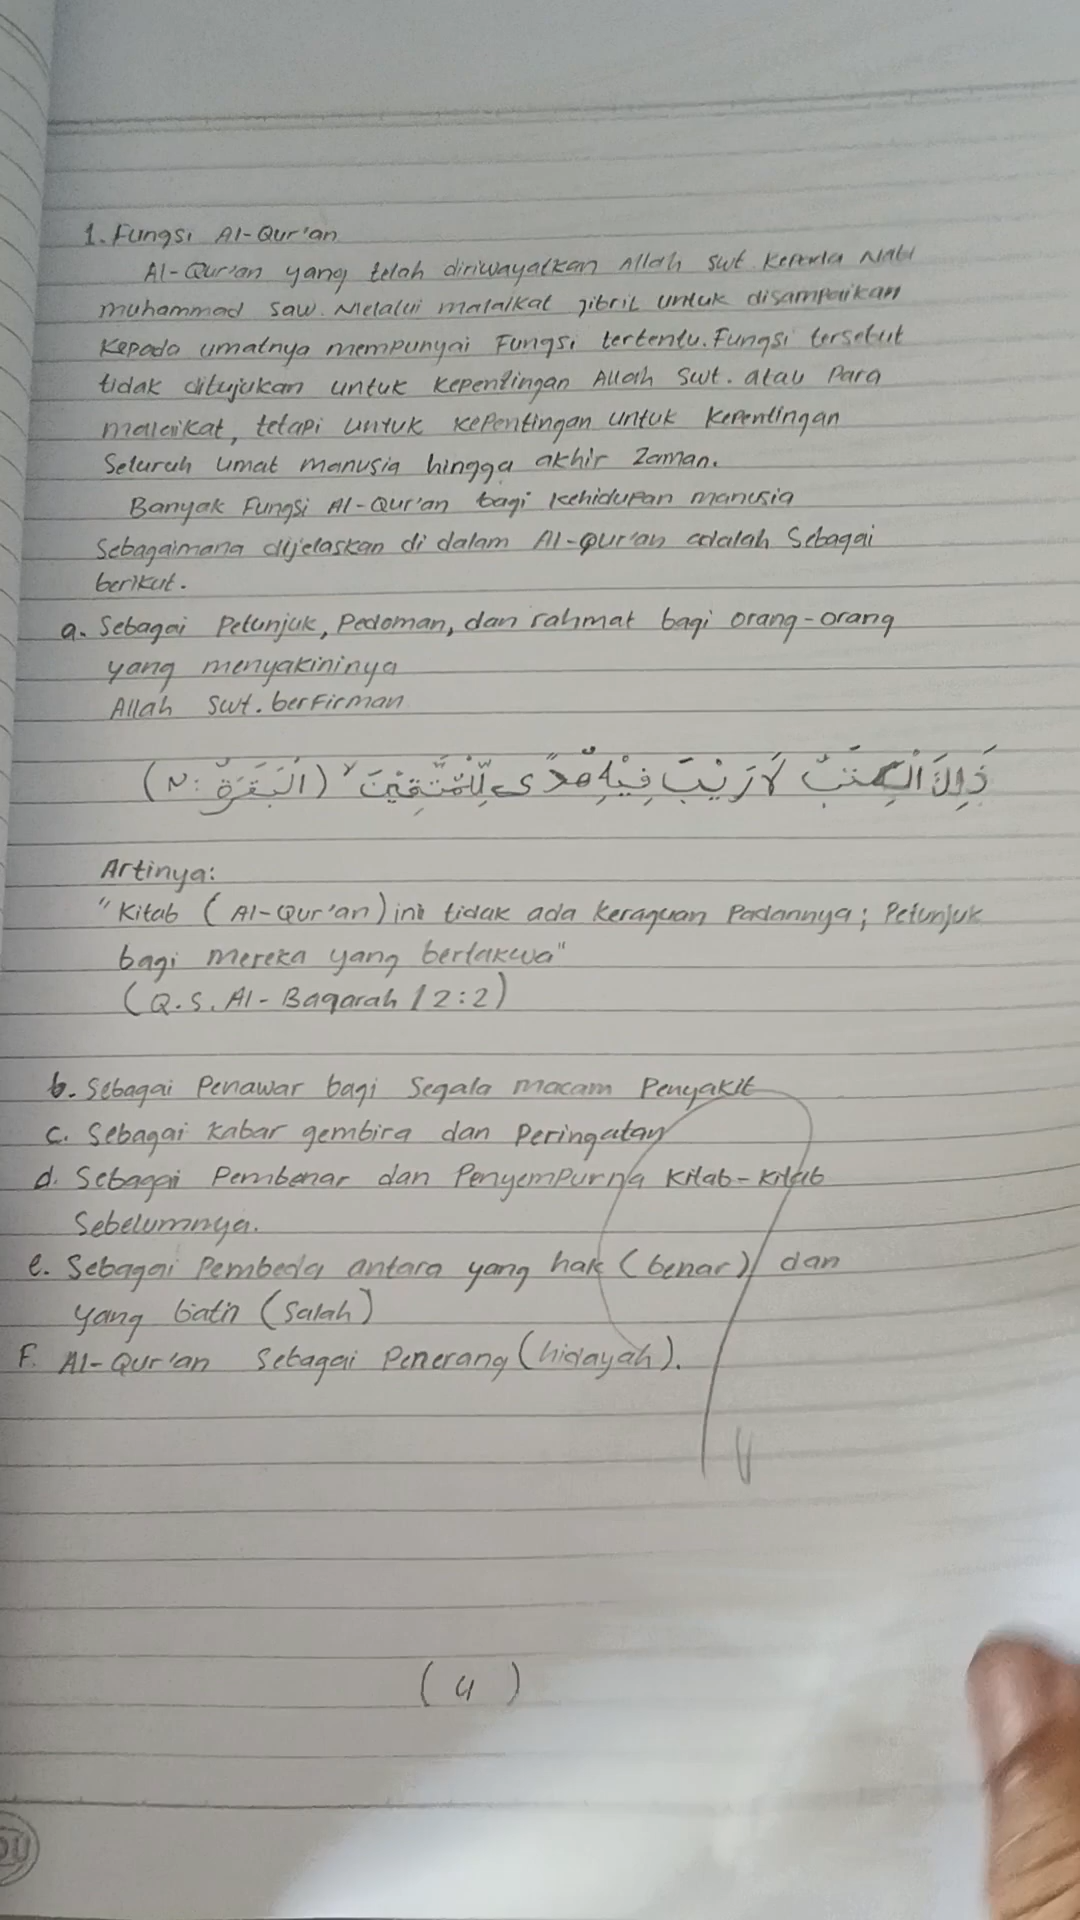 1. Fungsi Al-Qur'an
Al-Qur'an yang telah diriwayatkan Allah swt. Kepada Nabi
muhammad saw. Melalui malaikat jibril untuk disampaikan
Kepada umatnya mempunyai Fungsi tertentu. Fungsi tersebut
tidak ditujukan untuk kepentingan Allah Swt. atau Para
malaikat, tetapi untuk kepentingan untuk kepentingan
Seluruh umat manusia hingga akhir Zaman.
Banyak Fungsi Al-Qur'an bagi kehidupan manusia
Sebagaimana dijelaskan di dalam Al-Qur'an adalah Sebagai
berikut.
a. Sebagai Petunjuk, Pedoman, dan rahmat bagi orang-orang
yang menyakininya
Allah Swt. berfirman
ذَالِكَ الْكِتٰبُ لَارَيْبَ فِيْهِ هُدًى لِّلْمُتَّقِيْنَ ۙ (الْبَقَرَةُ : ٢)
Artinya:
"Kitab (Al-Qur'an) ini tidak ada keraguan Padannya; Petunjuk
bagi mereka yang bertakwa"
(Q.S. Al-Baqarah / 2:2)
b. Sebagai Penawar bagi Segala macam Penyakit
c. Sebagai kabar gembira dan Peringatan
d. Sebagai Pembenar dan Penyempurna Kitab-kitab
Sebelumnya.
e. Sebagai Pembeda antara yang hak (benar) dan
yang batil (Salah)
F. Al-Qur'an Sebagai Penerang (hidayah).
(4)